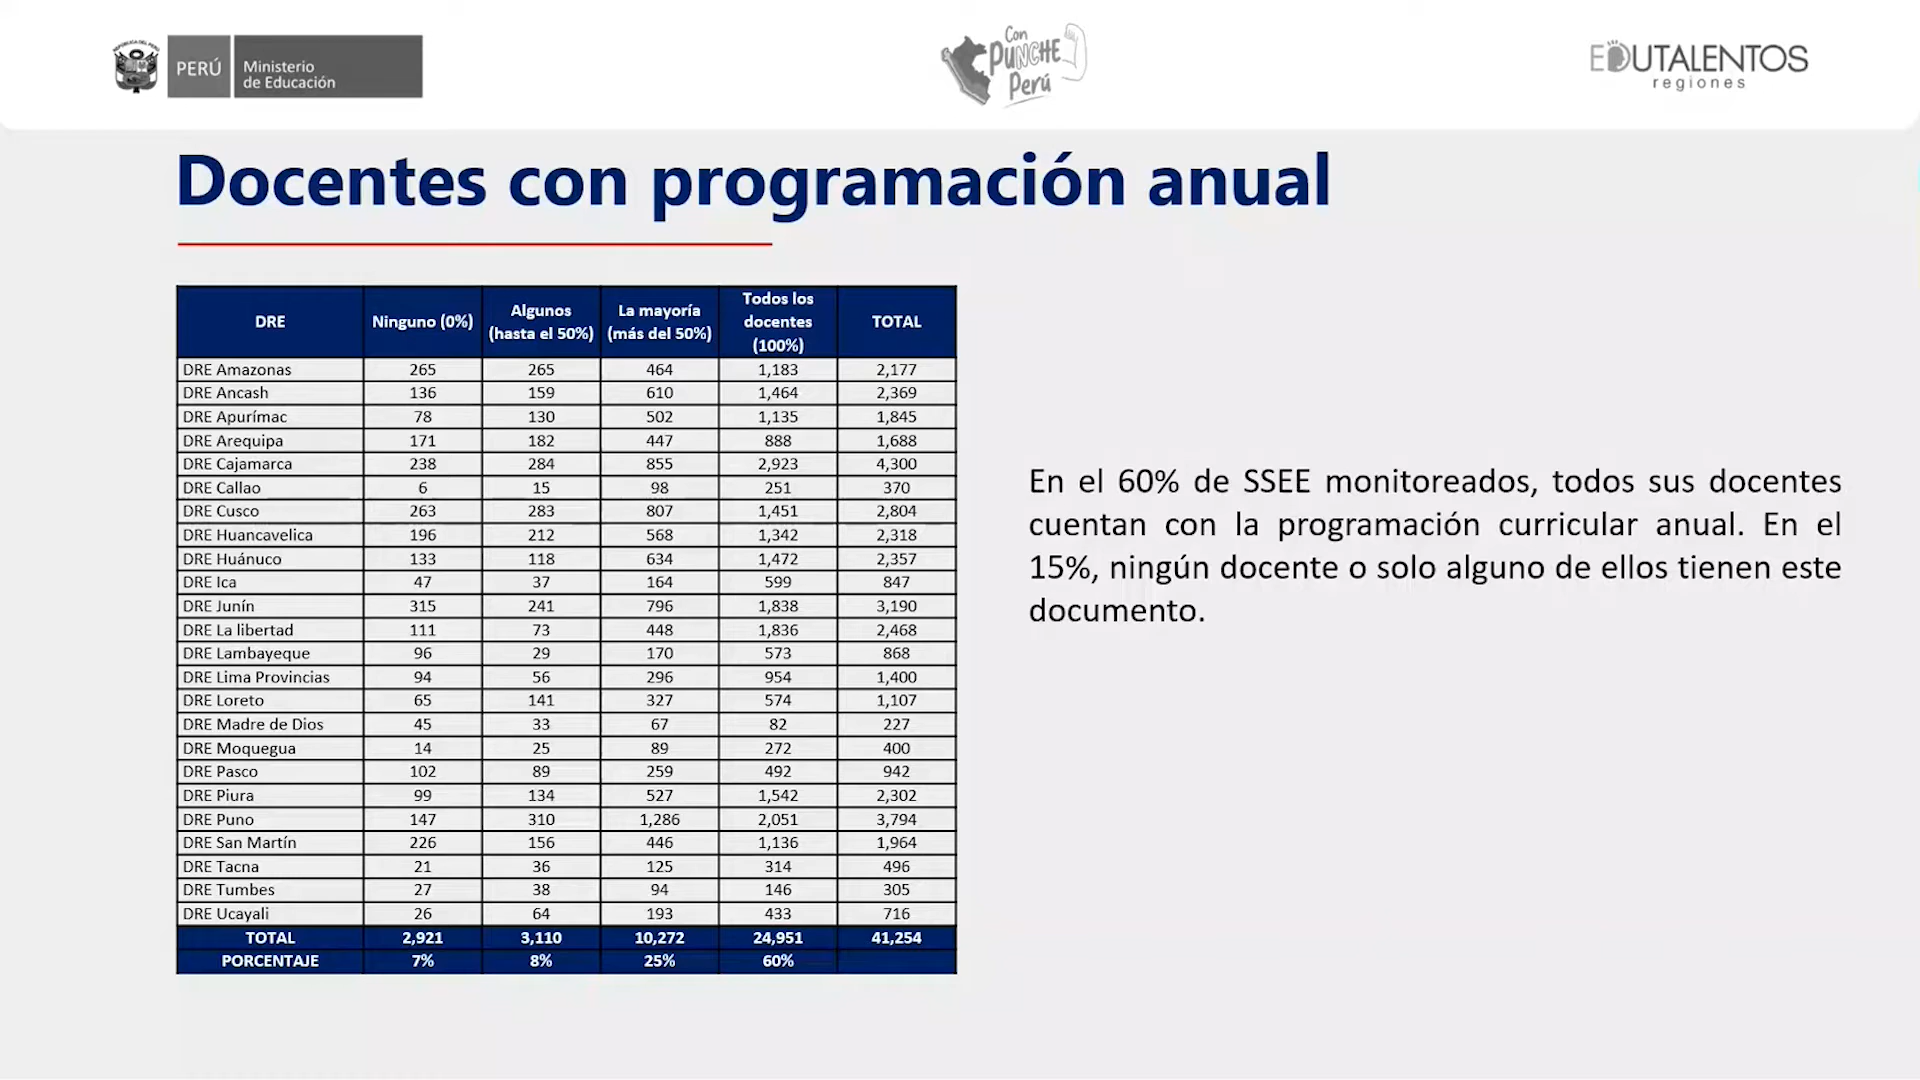 PERÚ
Ministerio
de Educación
Con
PUNCHE
Perú
EDUTALENTOS
regiones
Docentes con programación anual
DRE Ninguno (0%) Algunos (hasta el 50%) La mayoría (más del 50%) Todos los docentes (100%) TOTAL
DRE Amazonas 265 265 464 1,183 2,177
DRE Ancash 136 159 610 1,464 2,369
DRE Apurímac 78 130 502 1,135 1,845
DRE Arequipa 171 182 447 888 1,688
DRE Cajamarca 238 284 855 2,923 4,300
DRE Callao 6 15 98 251 370
DRE Cusco 263 283 807 1,451 2,804
DRE Huancavelica 196 212 568 1,342 2,318
DRE Huánuco 133 118 634 1,472 2,357
DRE Ica 47 37 164 599 847
DRE Junín 315 241 796 1,838 3,190
DRE La libertad 111 73 448 1,836 2,468
DRE Lambayeque 96 29 170 573 868
DRE Lima Provincias 94 56 296 954 1,400
DRE Loreto 65 141 327 574 1,107
DRE Madre de Dios 45 33 67 82 227
DRE Moquegua 14 25 89 272 400
DRE Pasco 102 89 259 492 942
DRE Piura 99 134 527 1,542 2,302
DRE Puno 147 310 1,286 2,051 3,794
DRE San Martín 226 156 446 1,136 1,964
DRE Tacna 21 36 125 314 496
DRE Tumbes 27 38 94 146 305
DRE Ucayali 26 64 193 433 716
TOTAL 2,921 3,110 10,272 24,951 41,254
PORCENTAJE 7% 8% 25% 60%
En el 60% de SSEE monitoreados, todos sus docentes
cuentan con la programación curricular anual. En el
15%, ningún docente o solo alguno de ellos tienen este
documento.